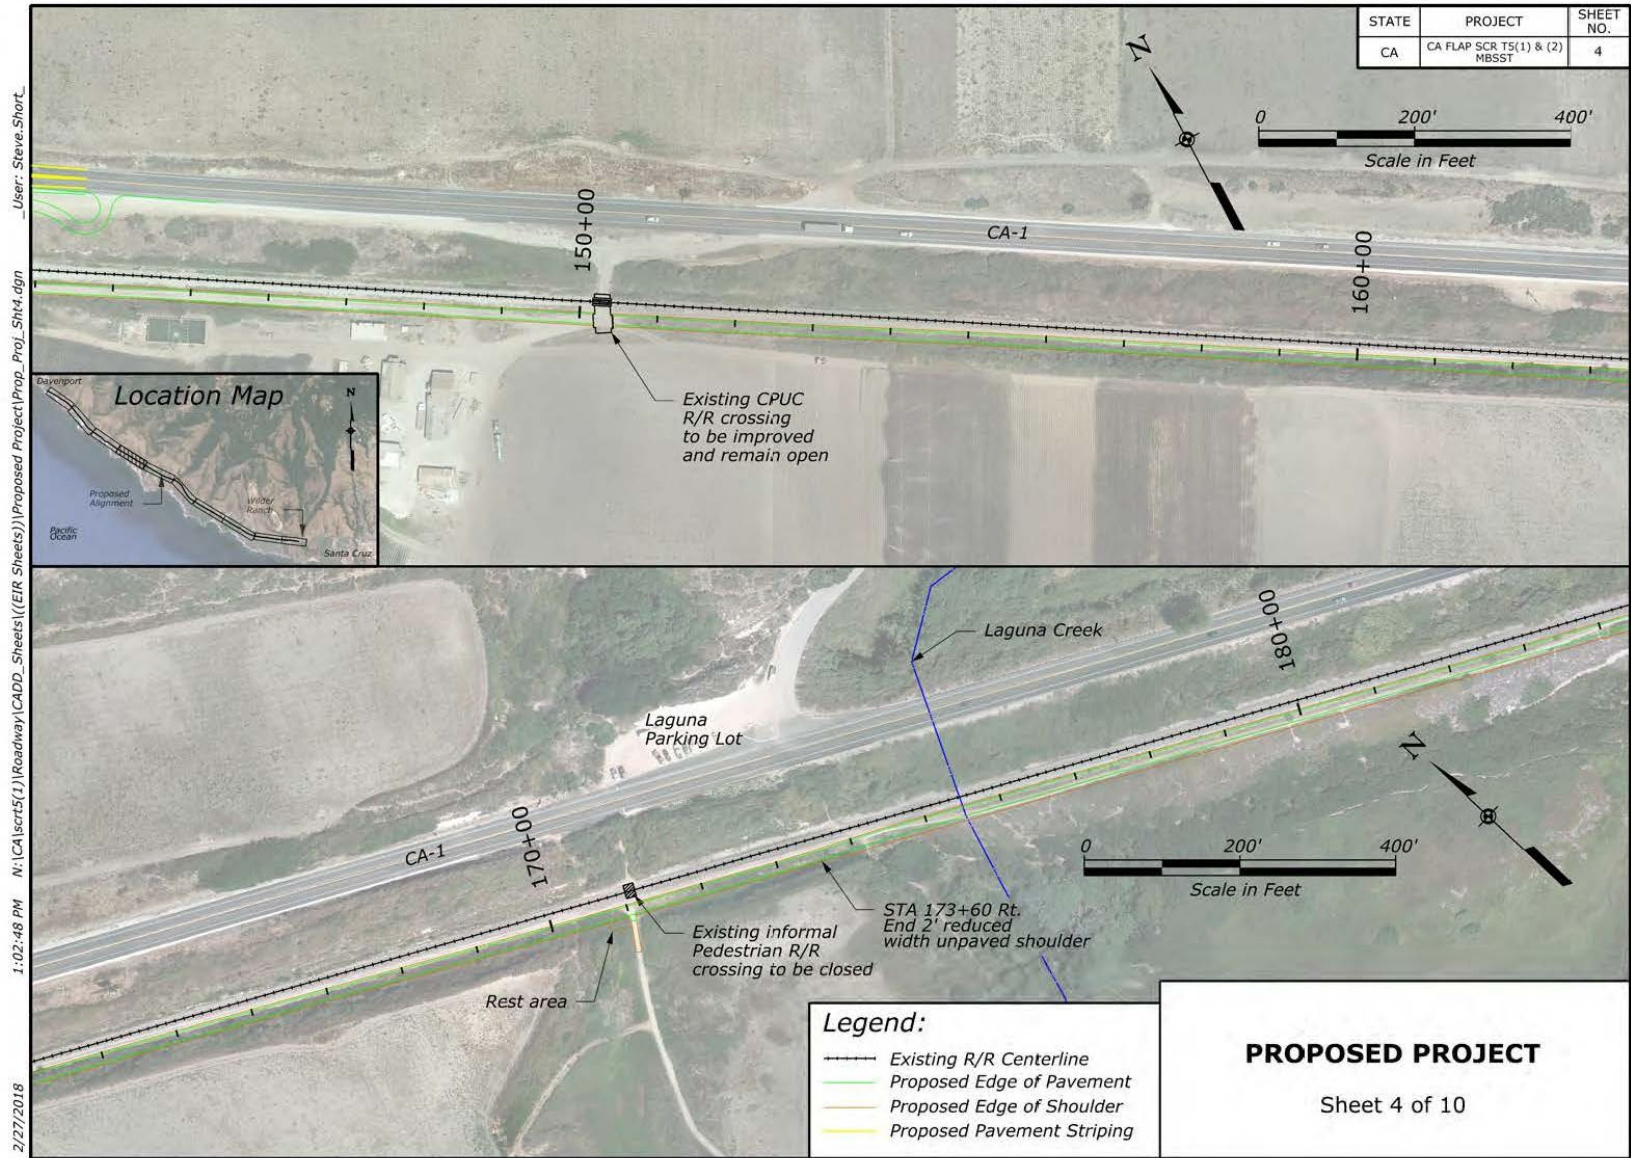 STATE PROJECT SHEET NO.
CA CA FLAP SCR T5(1) & (2) MBSST 4
N
0 200' 400'
Scale in Feet
150+00
CA-1
160+00
Existing CPUC
R/R crossing
to be improved
and remain open
Location Map
Davenport
N
Proposed
Alignment
Wilder
Ranch
Pacific
Ocean
Santa Cruz
180+00
Laguna Creek
Laguna
Parking Lot
N
0 200' 400'
Scale in Feet
CA-1
170+00
STA 173+60 Rt.
End 2' reduced
width unpaved shoulder
Existing informal
Pedestrian R/R
crossing to be closed
Rest area
Legend:
Existing R/R Centerline
Proposed Edge of Pavement
Proposed Edge of Shoulder
Proposed Pavement Striping
PROPOSED PROJECT
Sheet 4 of 10
2/27/2018 1:02:48 PM N:\CA\scrt5(1)\Roadway\CADD_Sheets\((EIR Sheets))\Proposed Project\Prop_Proj_Sht4.dgn _User: Steve.Short_